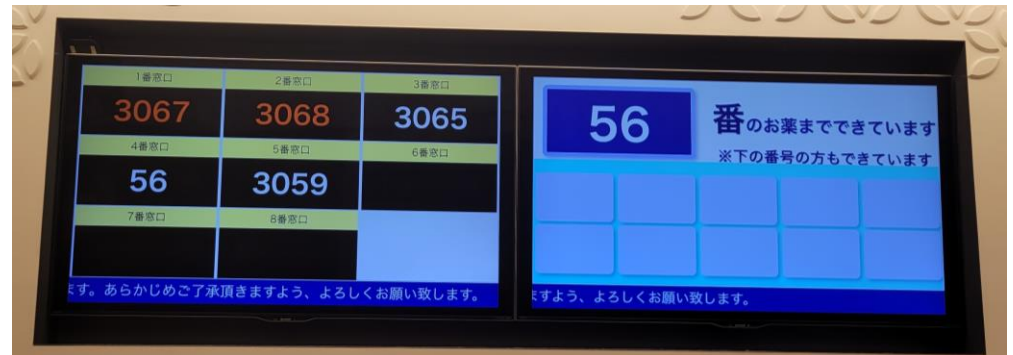 1番窓口 2番窓口 3番窓口
3067 3068 3065
4番窓口 5番窓口 6番窓口
56 3059
7番窓口 8番窓口
ます。あらかじめご了承頂きますよう、よろしくお願い致します。
56 番のお薬までできています
※下の番号の方もできています
ますよう、よろしくお願い致します。